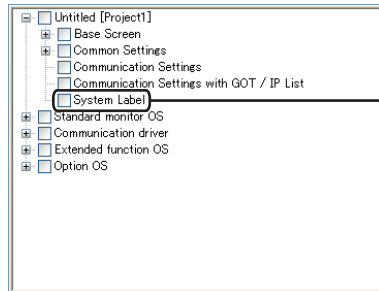 Untitled [Project1]
Base Screen
Common Settings
Communication Settings
Communication Settings with GOT / IP List
System Label
Standard monitor OS
Communication driver
Extended function OS
Option OS